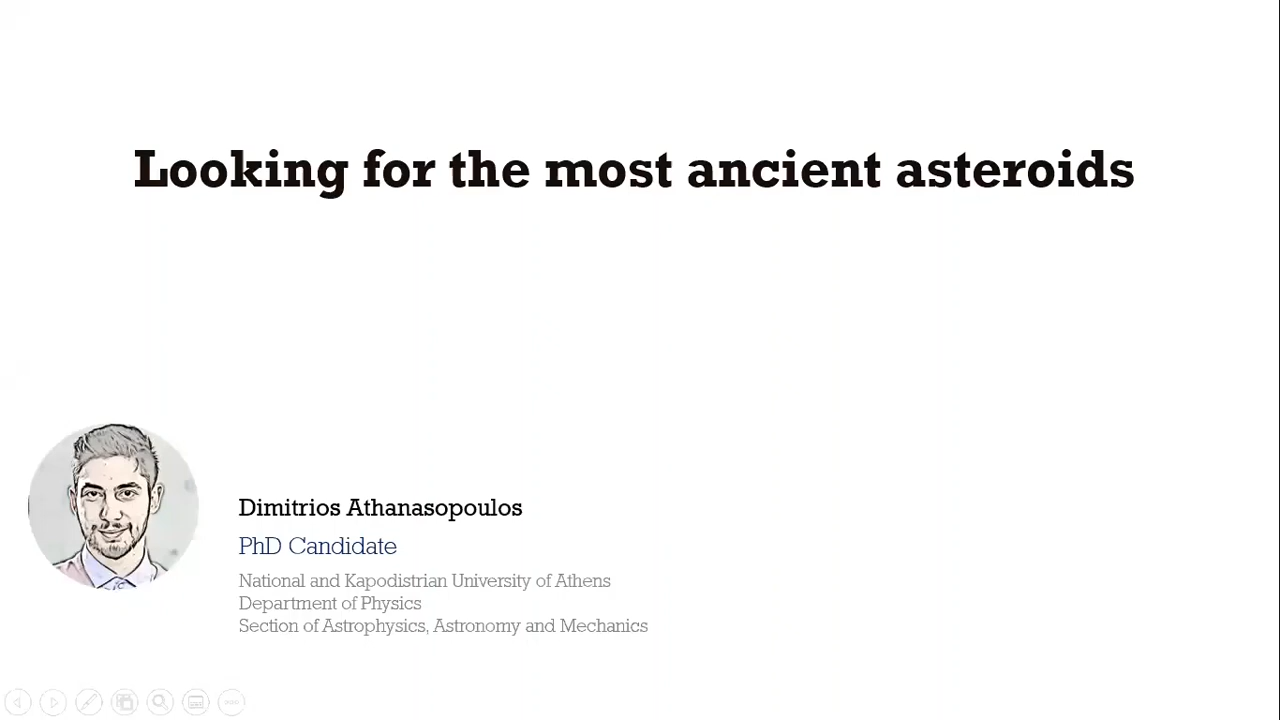 Looking for the most ancient asteroids
Dimitrios Athanasopoulos
PhD Candidate
National and Kapodistrian University of Athens
Department of Physics
Section of Astrophysics, Astronomy and Mechanics